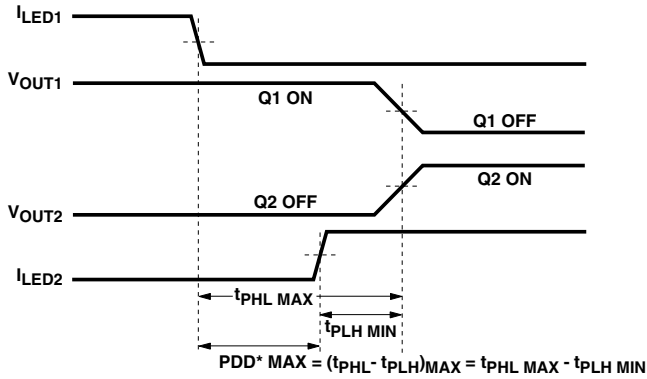 ILED1
VOUT1
Q1 ON
Q1 OFF
Q2 OFF
Q2 ON
VOUT2
ILED2
tPHL MAX
tPLH MIN
PDD* MAX = (tPHL- tPLH)MAX = tPHL MAX - tPLH MIN